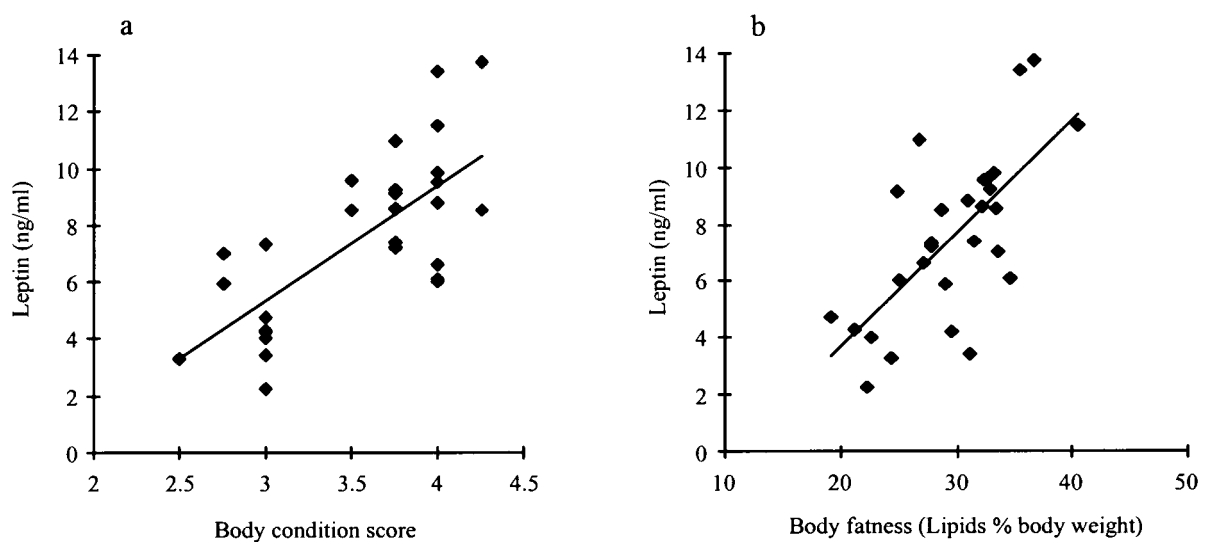 a
14
12
10
8
6
4
2
0
Leptin (ng/ml)
2 2.5 3 3.5 4 4.5
Body condition score
b
14
12
10
8
6
4
2
0
Leptin (ng/ml)
10 20 30 40 50
Body fatness (Lipids % body weight)